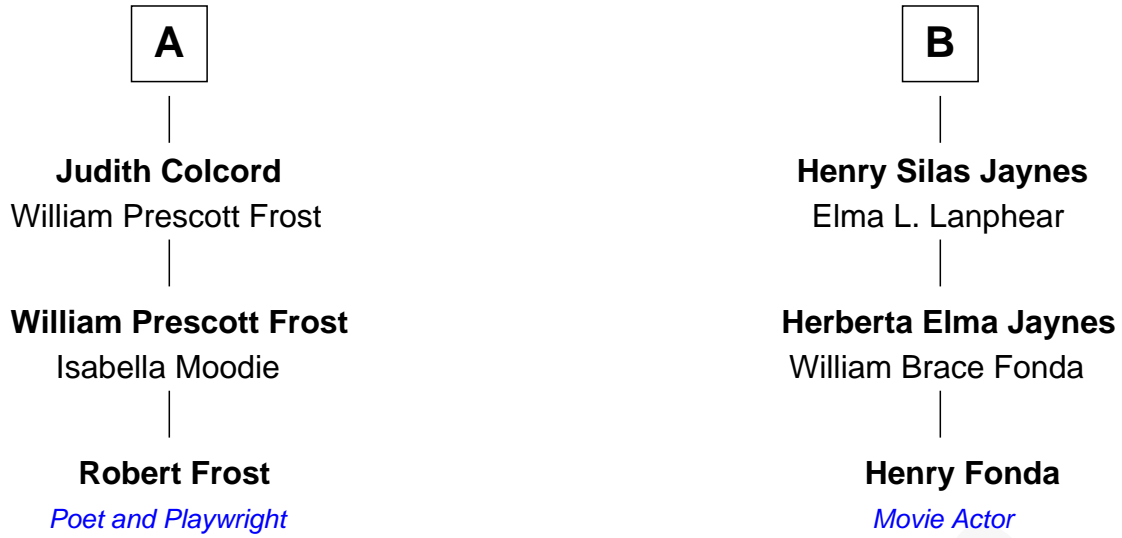 A
Judith Colcord
William Prescott Frost
William Prescott Frost
Isabella Moodie
Robert Frost
Poet and Playwright
B
Henry Silas Jaynes
Elma L. Lanphear
Herberta Elma Jaynes
William Brace Fonda
Henry Fonda
Movie Actor